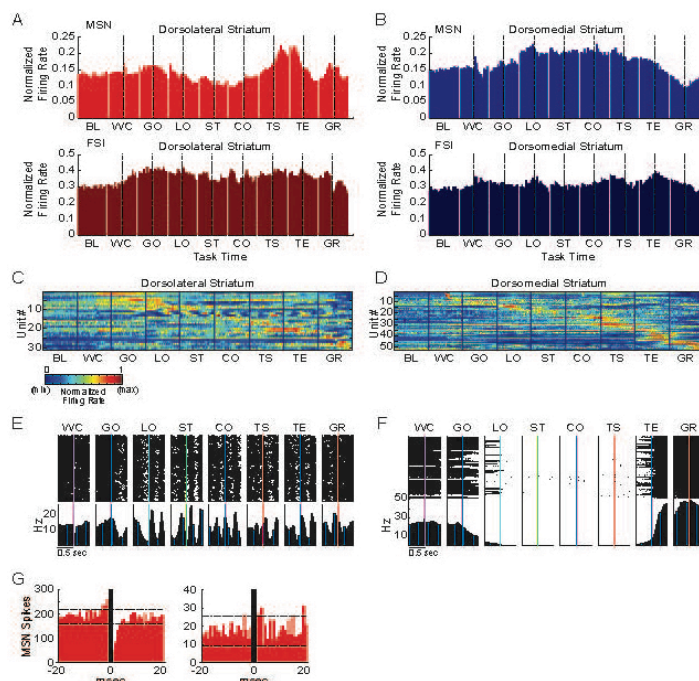 A
MSN
Dorsolateral Striatum
Normalized
Firing Rate
0.25
0.2
0.15
0.1
0.05
0
BL WC GO LO ST CO TS TE GR
FSI
Dorsolateral Striatum
Normalized
Firing Rate
0.5
0.4
0.3
0.2
0.1
0
BL WC GO LO ST CO TS TE GR
Task Time
B
MSN
Dorsomedial Striatum
Normalized
Firing Rate
0.25
0.2
0.15
0.1
0.05
0
BL WC GO LO ST CO TS TE GR
FSI
Dorsomedial Striatum
Normalized
Firing Rate
0.5
0.4
0.3
0.2
0.1
0
BL WC GO LO ST CO TS TE GR
Task Time
C
Dorsolateral Striatum
Unit#
10
20
30
BL WC GO LO ST CO TS TE GR
0 1
(min) Normalized (max)
Firing Rate
D
Dorsomedial Striatum
Unit#
10
20
30
40
50
BL WC GO LO ST CO TS TE GR
E
WC GO LO ST CO TS TE GR
Hz
20
10
0.5 sec
F
WC GO LO ST CO TS TE GR
Hz
50
30
10
0.5 sec
G
MSN Spikes
300
200
100
0
-20 0 20
msec
40
30
20
10
0
-20 0 20
msec